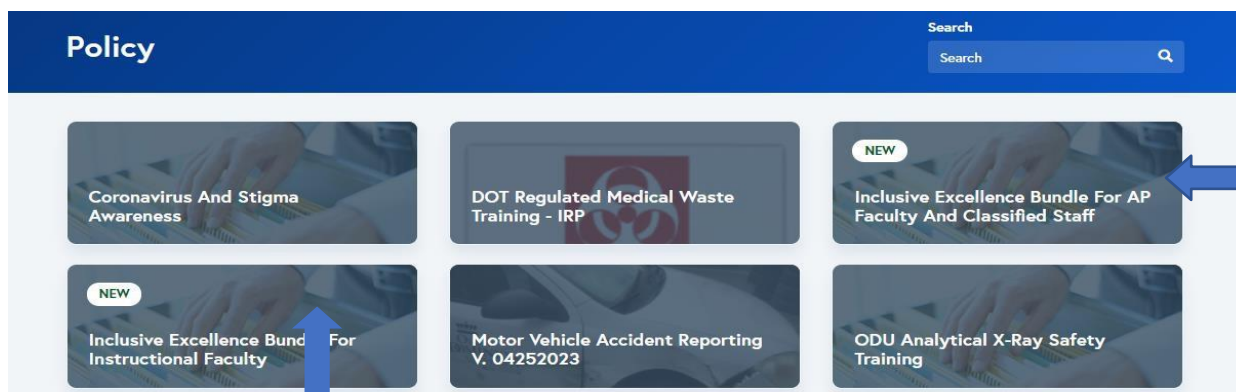 Policy
Search
Search
Coronavirus And Stigma
Awareness
DOT Regulated Medical Waste
Training - IRP
NEW
Inclusive Excellence Bundle For AP
Faculty And Classified Staff
NEW
Inclusive Excellence Bundle For
Instructional Faculty
Motor Vehicle Accident Reporting
V. 04252023
ODU Analytical X-Ray Safety
Training